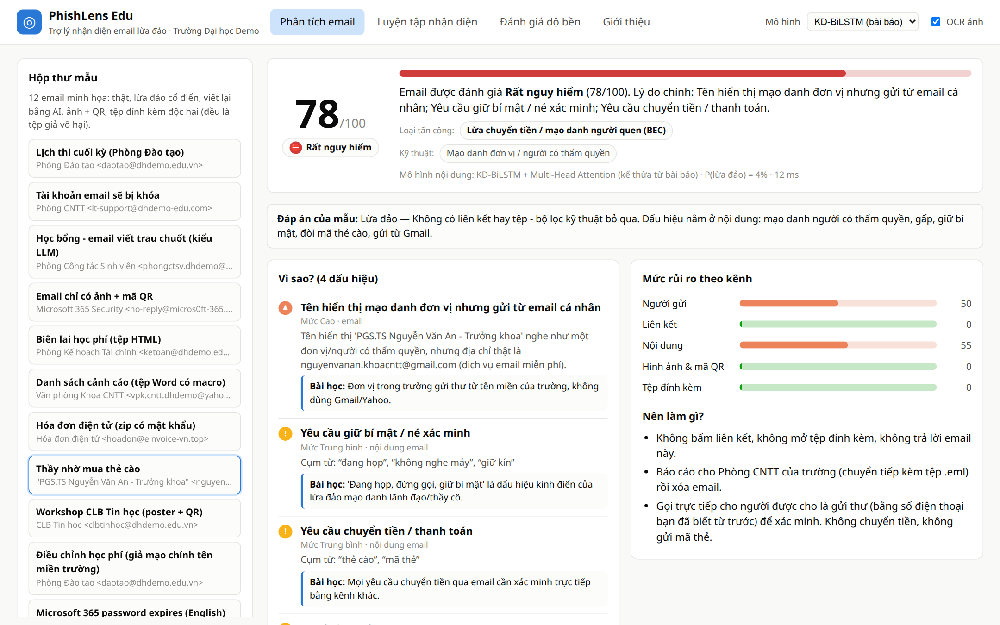 PhishLens Edu
Trợ lý nhận diện email lừa đảo · Trường Đại học Demo
Phân tích email
Luyện tập nhận diện
Đánh giá độ bền
Giới thiệu
Mô hình
KD-BiLSTM (bài báo)
OCR ảnh
Hộp thư mẫu
12 email minh họa: thật, lừa đảo cổ điển, viết lại
bằng AI, ảnh + QR, tệp đính kèm độc hại (đều là
tệp giả vô hại).
Lịch thi cuối kỳ (Phòng Đào tạo)
Phòng Đào tạo <daotao@dhdemo.edu.vn>
Tài khoản email sẽ bị khóa
Phòng CNTT <it-support@dhdemo-edu.com>
Học bổng - email viết trau chuốt (kiểu
LLM)
Phòng Công tác Sinh viên <phongctsv.dhdemo@...
Email chỉ có ảnh + mã QR
Microsoft 365 Security <no-reply@micros0ft-365....
Biên lai học phí (tệp HTML)
Phòng Kế hoạch Tài chính <ketoan@dhdemo.ed...
Danh sách cảnh cáo (tệp Word có macro)
Văn phòng Khoa CNTT <vpk.cntt.dhdemo@yaho...
Hóa đơn điện tử (zip có mật khẩu)
Hóa đơn điện tử <hoadon@einvoice-vn.top>
Thầy nhờ mua thẻ cào
"PGS.TS Nguyễn Văn An - Trưởng khoa" <nguyen...
Workshop CLB Tin học (poster + QR)
CLB Tin học <clbtinhoc@dhdemo.edu.vn>
Điều chỉnh học phí (giả mạo chính tên
miền trường)
Phòng Đào tạo <daotao@dhdemo.edu.vn>
Microsoft 365 password expires (English)
78/100
Rất nguy hiểm
Email được đánh giá Rất nguy hiểm (78/100). Lý do chính: Tên hiển thị mạo danh đơn vị nhưng gửi từ email cá
nhân; Yêu cầu giữ bí mật / né xác minh; Yêu cầu chuyển tiền / thanh toán.
Loại tấn công: Lừa chuyển tiền / mạo danh người quen (BEC)
Kỹ thuật: Mạo danh đơn vị / người có thẩm quyền
Mô hình nội dung: KD-BiLSTM + Multi-Head Attention (kế thừa từ bài báo) · P(lừa đảo) = 4% · 12 ms
Đáp án của mẫu: Lừa đảo — Không có liên kết hay tệp - bộ lọc kỹ thuật bỏ qua. Dấu hiệu nằm ở nội dung: mạo danh người có thẩm quyền, gấp, giữ bí
mật, đòi mã thẻ cào, gửi từ Gmail.
Vì sao? (4 dấu hiệu)
Tên hiển thị mạo danh đơn vị nhưng gửi từ email cá nhân
Mức Cao · email
Tên hiển thị 'PGS.TS Nguyễn Văn An - Trưởng khoa' nghe như một
đơn vị/người có thẩm quyền, nhưng địa chỉ thật là
nguyenvanan.khoacntt@gmail.com (dịch vụ email miễn phí).
Bài học: Đơn vị trong trường gửi thư từ tên miền của trường, không
dùng Gmail/Yahoo.
Yêu cầu giữ bí mật / né xác minh
Mức Trung bình · nội dung email
Cụm từ: “đang họp”, “không nghe máy”, “giữ kín”
Bài học: 'Đang họp, đừng gọi, giữ bí mật' là dấu hiệu kinh điển của
lừa đảo mạo danh lãnh đạo/thầy cô.
Yêu cầu chuyển tiền / thanh toán
Mức Trung bình · nội dung email
Cụm từ: “thẻ cào”, “mã thẻ”
Bài học: Mọi yêu cầu chuyển tiền qua email cần xác minh trực tiếp
bằng kênh khác.
Mức rủi ro theo kênh
Người gửi 50
Liên kết 0
Nội dung 55
Hình ảnh & mã QR 0
Tệp đính kèm 0
Nên làm gì?
• Không bấm liên kết, không mở tệp đính kèm, không trả lời email
này.
• Báo cáo cho Phòng CNTT của trường (chuyển tiếp kèm tệp .eml)
rồi xóa email.
• Gọi trực tiếp cho người được cho là gửi thư (bằng số điện thoại
bạn đã biết từ trước) để xác minh. Không chuyển tiền, không
gửi mã thẻ.